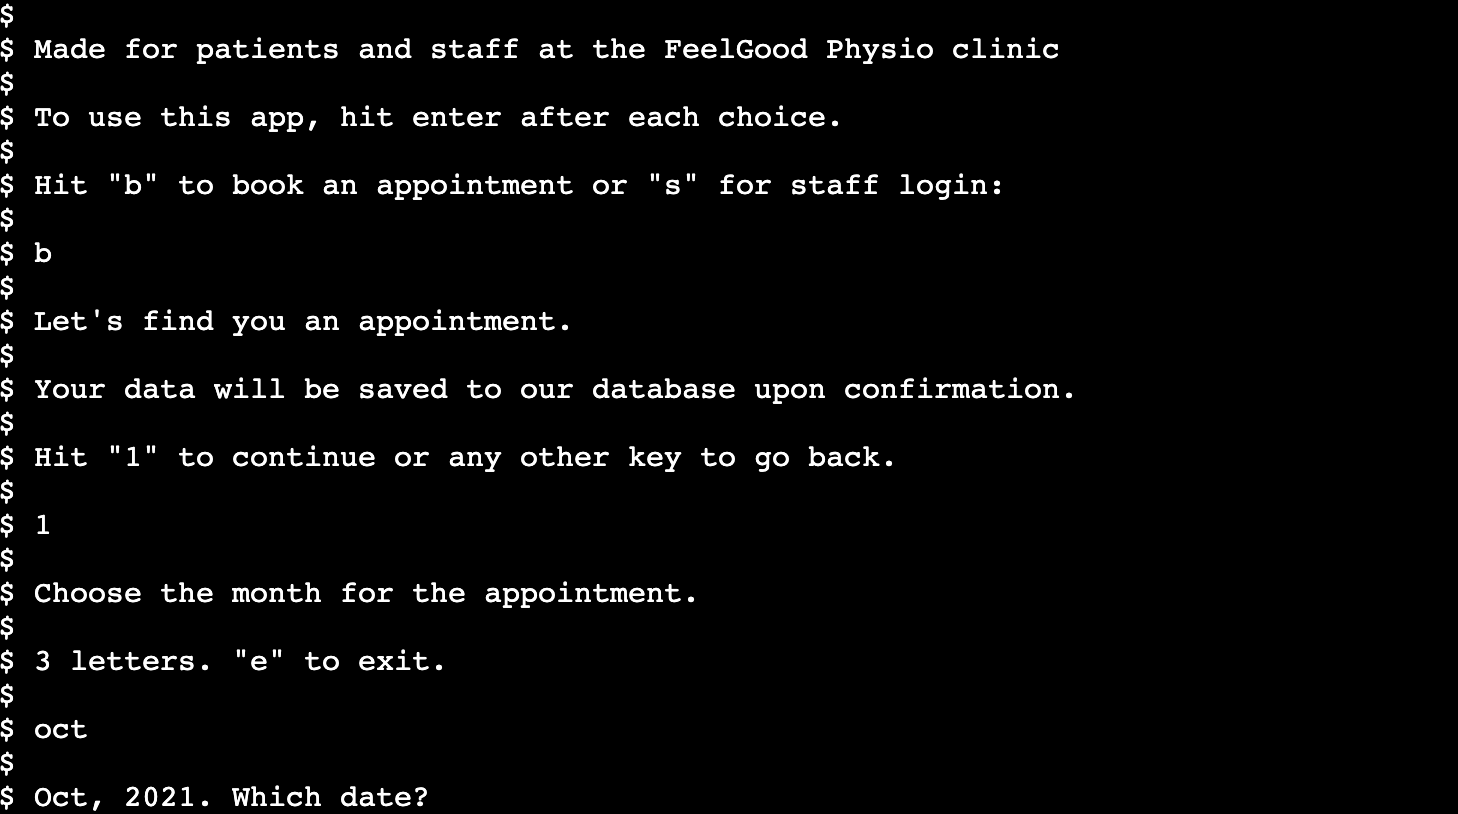 $
$ Made for patients and staff at the FeelGood Physio clinic
$
$ To use this app, hit enter after each choice.
$
$ Hit "b" to book an appointment or "s" for staff login:
$
$ b
$
$ Let's find you an appointment.
$
$ Your data will be saved to our database upon confirmation.
$
$ Hit "1" to continue or any other key to go back.
$
$ 1
$
$ Choose the month for the appointment.
$
$ 3 letters. "e" to exit.
$
$ oct
$
$ Oct, 2021. Which date?